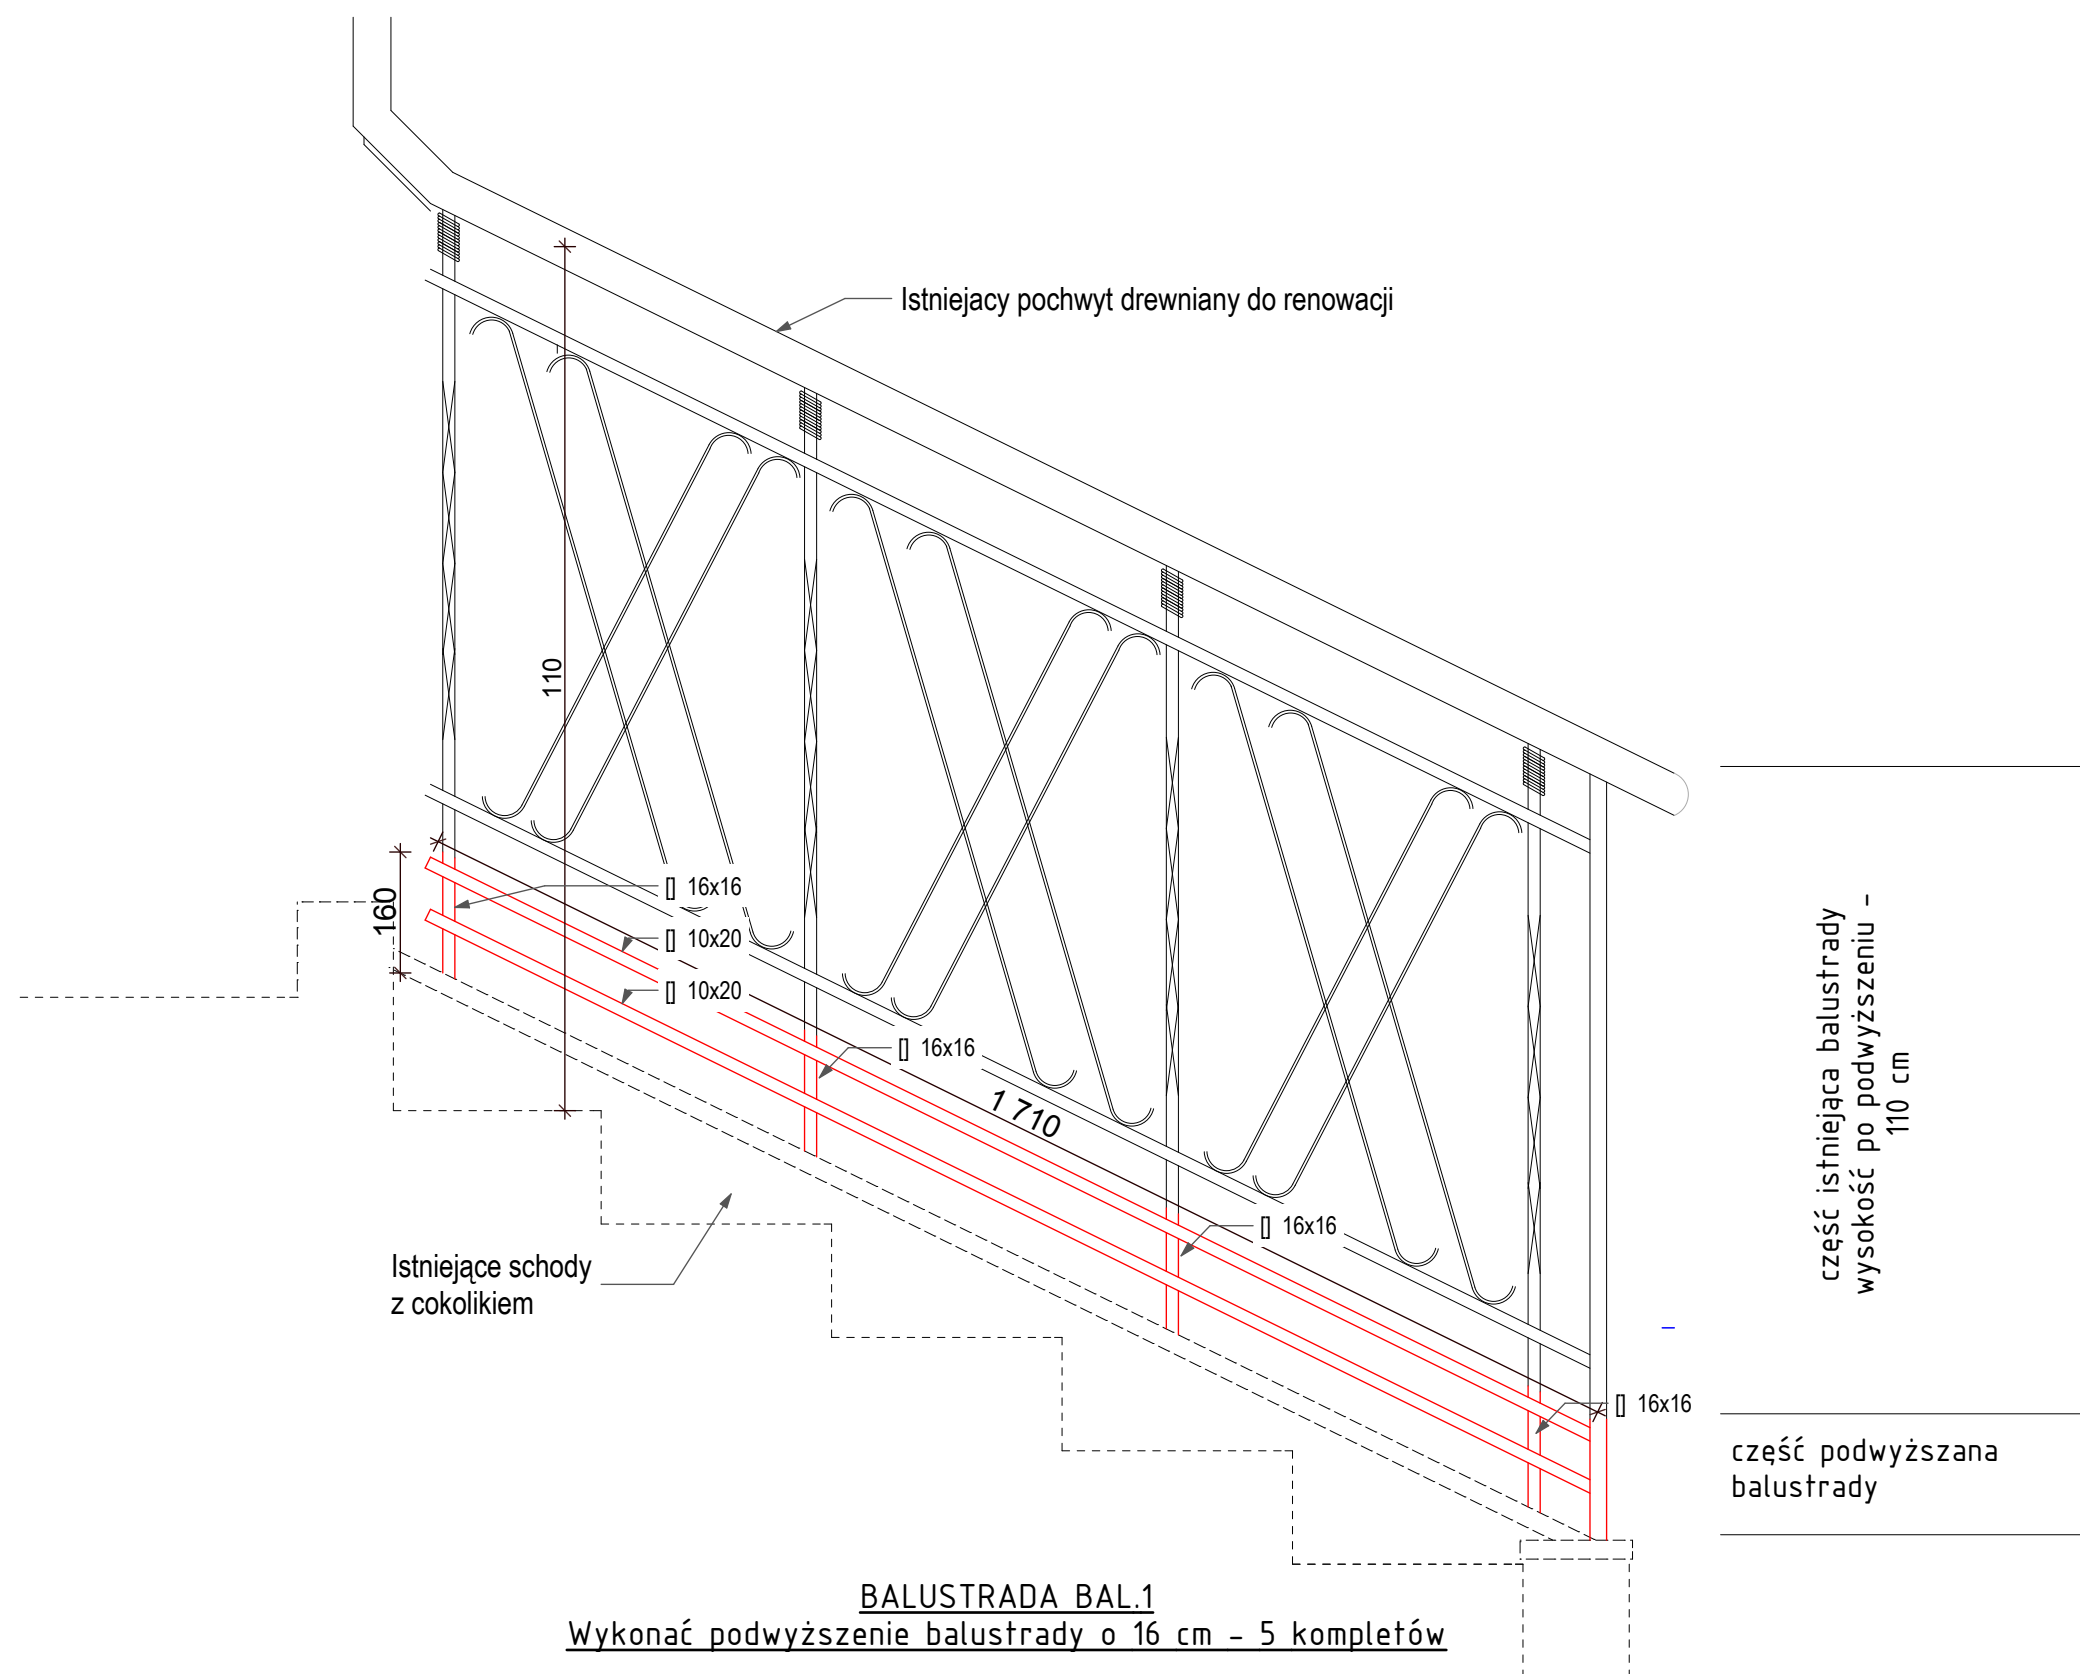 Istniejacy pochwyt drewniany do renowacji
110
160
[] 16x16
[] 10x20
[] 10x20
[] 16x16
1 710
[] 16x16
[] 16x16
Istniejące schody
z cokolikiem
część istniejąca balustrady
wysokość po podwyższeniu -
110 cm
część podwyższana
balustrady
BALUSTRADA BAL.1
Wykonać podwyższenie balustrady o 16 cm - 5 kompletów